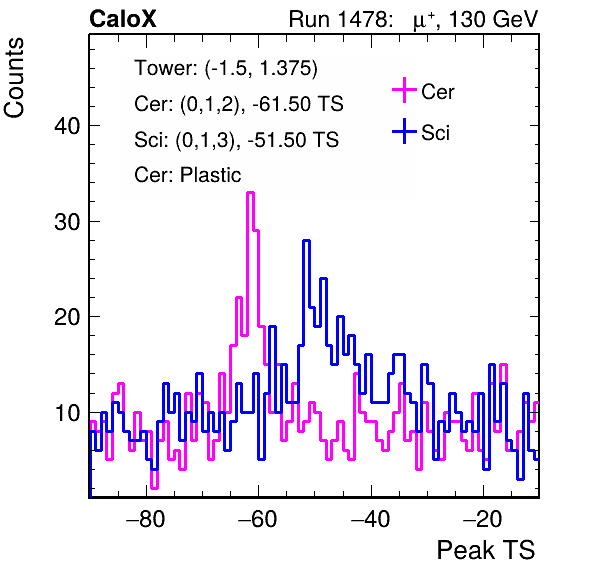 CaloX Run 1478: μ⁺, 130 GeV
Tower: (-1.5, 1.375)
Cer: (0,1,2), -61.50 TS
Sci: (0,1,3), -51.50 TS
Cer: Plastic
Cer
Sci
Counts
40
30
20
10
−80 −60 −40 −20
Peak TS